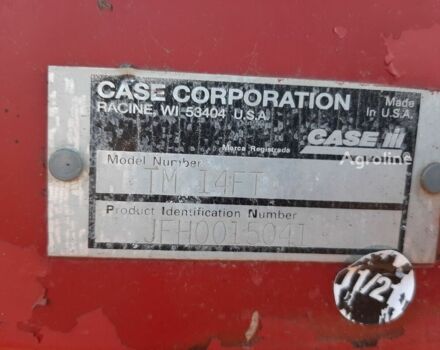 CASE CORPORATION
RACINE, WI 53404 U.S.A.
Made
In U.S.A.
Marca Registrada
CASE IH
Agroline
Model Number
TM 14FT
Product Identification Number
JFH0015041
11/2